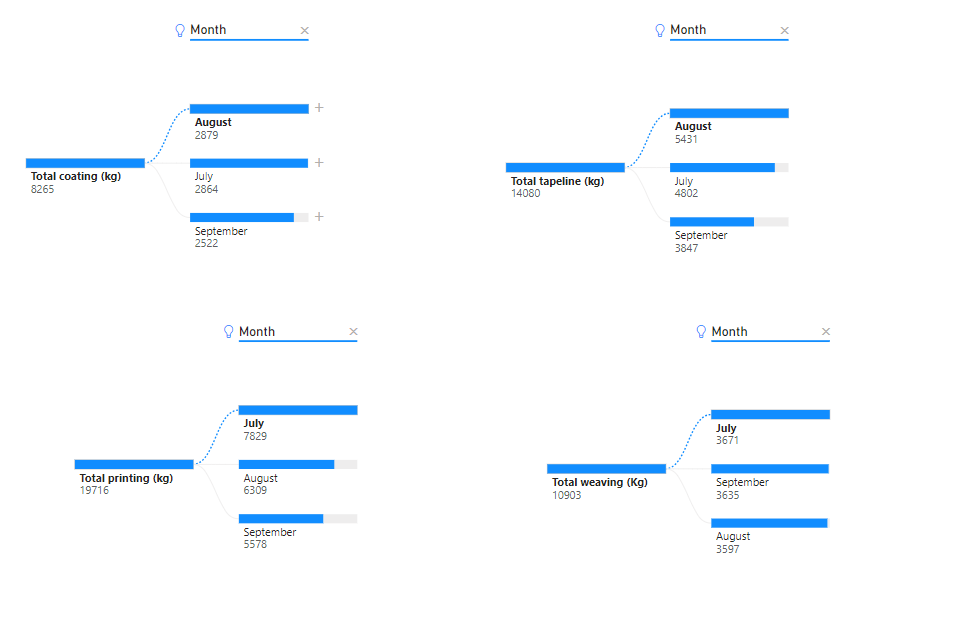 Month
August
2879
Total coating (kg)
8265
July
2864
September
2522
Month
August
5431
Total tapeline (kg)
14080
July
4802
September
3847
Month
July
7829
Total printing (kg)
19716
August
6309
September
5578
Month
July
3671
Total weaving (Kg)
10903
September
3635
August
3597